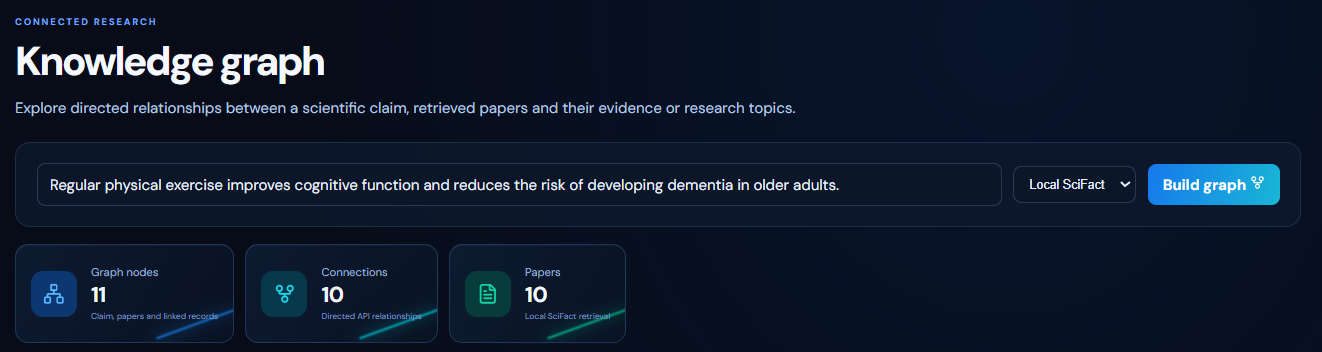 CONNECTED RESEARCH
Knowledge graph
Explore directed relationships between a scientific claim, retrieved papers and their evidence or research topics.
Regular physical exercise improves cognitive function and reduces the risk of developing dementia in older adults.
Local SciFact
Build graph
Graph nodes
11
Claim, papers and linked records
Connections
10
Directed API relationships
Papers
10
Local SciFact retrieval